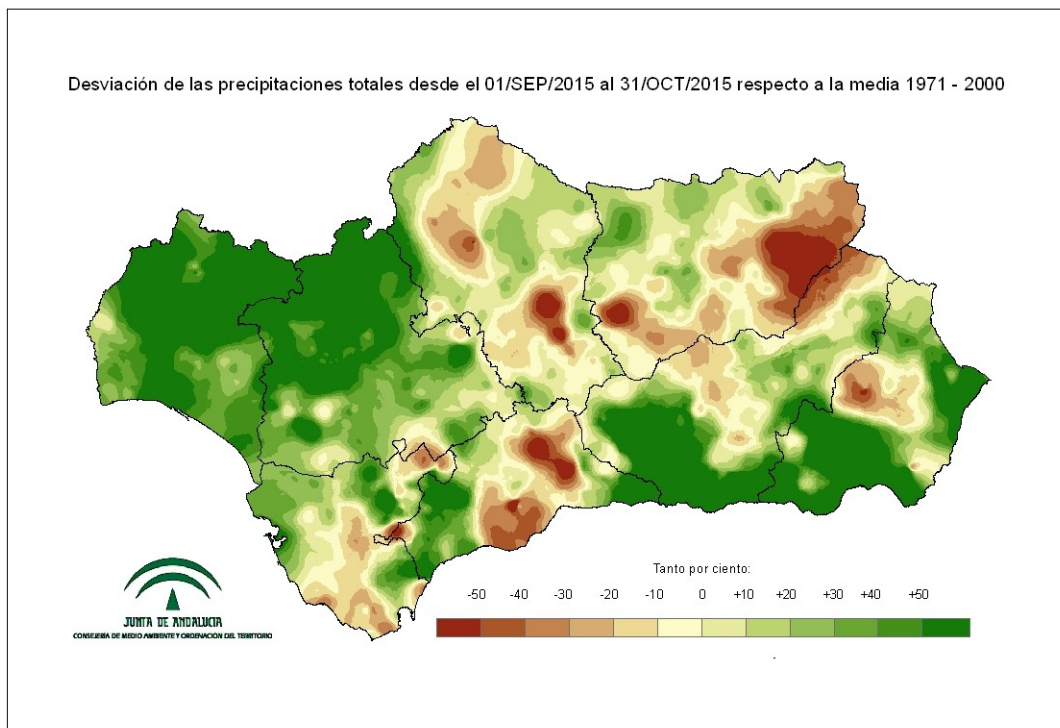 Desviación de las precipitaciones totales desde el 01/SEP/2015 al 31/OCT/2015 respecto a la media 1971 - 2000
Tanto por ciento:
-50 -40 -30 -20 -10 0 +10 +20 +30 +40 +50
JUNTA DE ANDALUCIA
CONSEJERÍA DE MEDIO AMBIENTE Y ORDENACIÓN DEL TERRITORIO